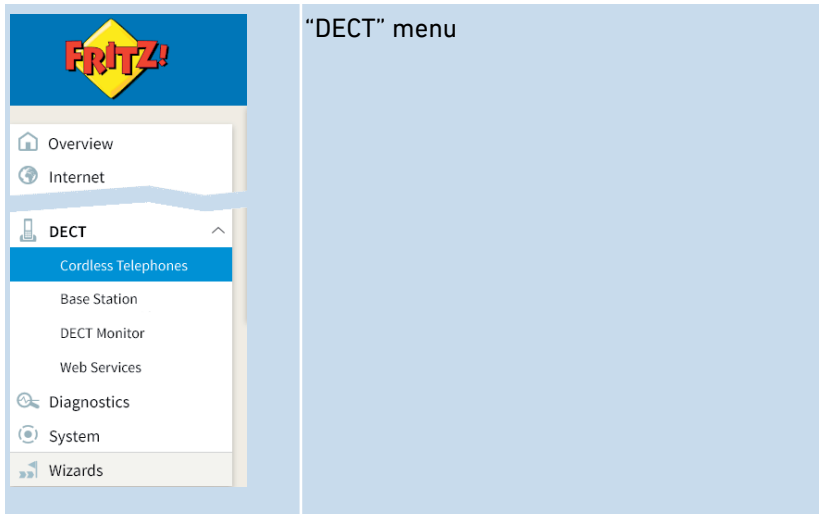 FRITZ!
Overview
Internet
DECT
Cordless Telephones
Base Station
DECT Monitor
Web Services
Diagnostics
System
Wizards
“DECT” menu